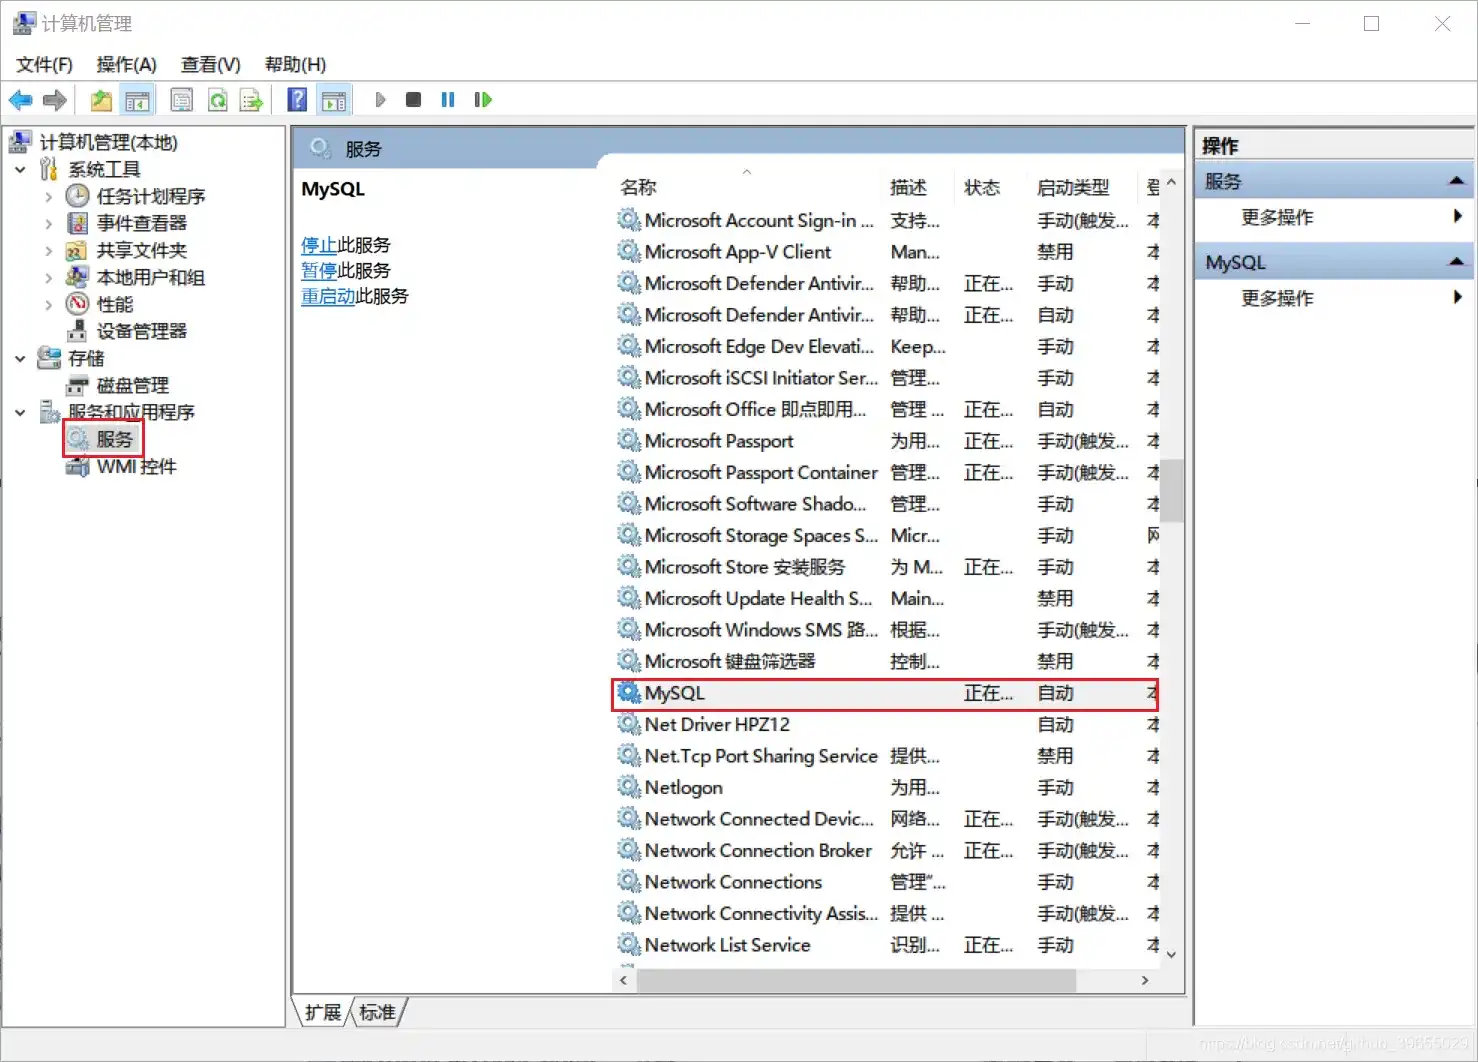 计算机管理
文件(F) 操作(A) 查看(V) 帮助(H)
计算机管理(本地)
系统工具
任务计划程序
事件查看器
共享文件夹
本地用户和组
性能
设备管理器
存储
磁盘管理
服务和应用程序
服务
WMI 控件
服务
MySQL
停止此服务
暂停此服务
重启动此服务
名称 描述 状态 启动类型 登
Microsoft Account Sign-in ... 支持... 手动(触发... 本
Microsoft App-V Client Man... 禁用 本
Microsoft Defender Antivir... 帮助... 正在... 手动 本
Microsoft Defender Antivir... 帮助... 正在... 自动 本
Microsoft Edge Dev Elevati... Keep... 手动 本
Microsoft iSCSI Initiator Ser... 管理... 手动 本
Microsoft Office 即点即用... 管理 ... 正在... 自动 本
Microsoft Passport 为用... 正在... 手动(触发... 本
Microsoft Passport Container 管理... 正在... 手动(触发... 本
Microsoft Software Shado... 管理... 手动 本
Microsoft Storage Spaces S... Micr... 手动 网
Microsoft Store 安装服务 为 M... 正在... 手动 本
Microsoft Update Health S... Main... 禁用 本
Microsoft Windows SMS 路... 根据... 手动(触发... 本
Microsoft 键盘筛选器 控制... 禁用 本
MySQL 正在... 自动 本
Net Driver HPZ12 自动 本
Net.Tcp Port Sharing Service 提供... 禁用 本
Netlogon 为用... 手动 本
Network Connected Devic... 网络... 正在... 手动(触发... 本
Network Connection Broker 允许 ... 正在... 手动(触发... 本
Network Connections 管理“... 手动 本
Network Connectivity Assis... 提供 ... 手动(触发... 本
Network List Service 识别... 正在... 手动 本
扩展 标准
操作
服务
更多操作
MySQL
更多操作